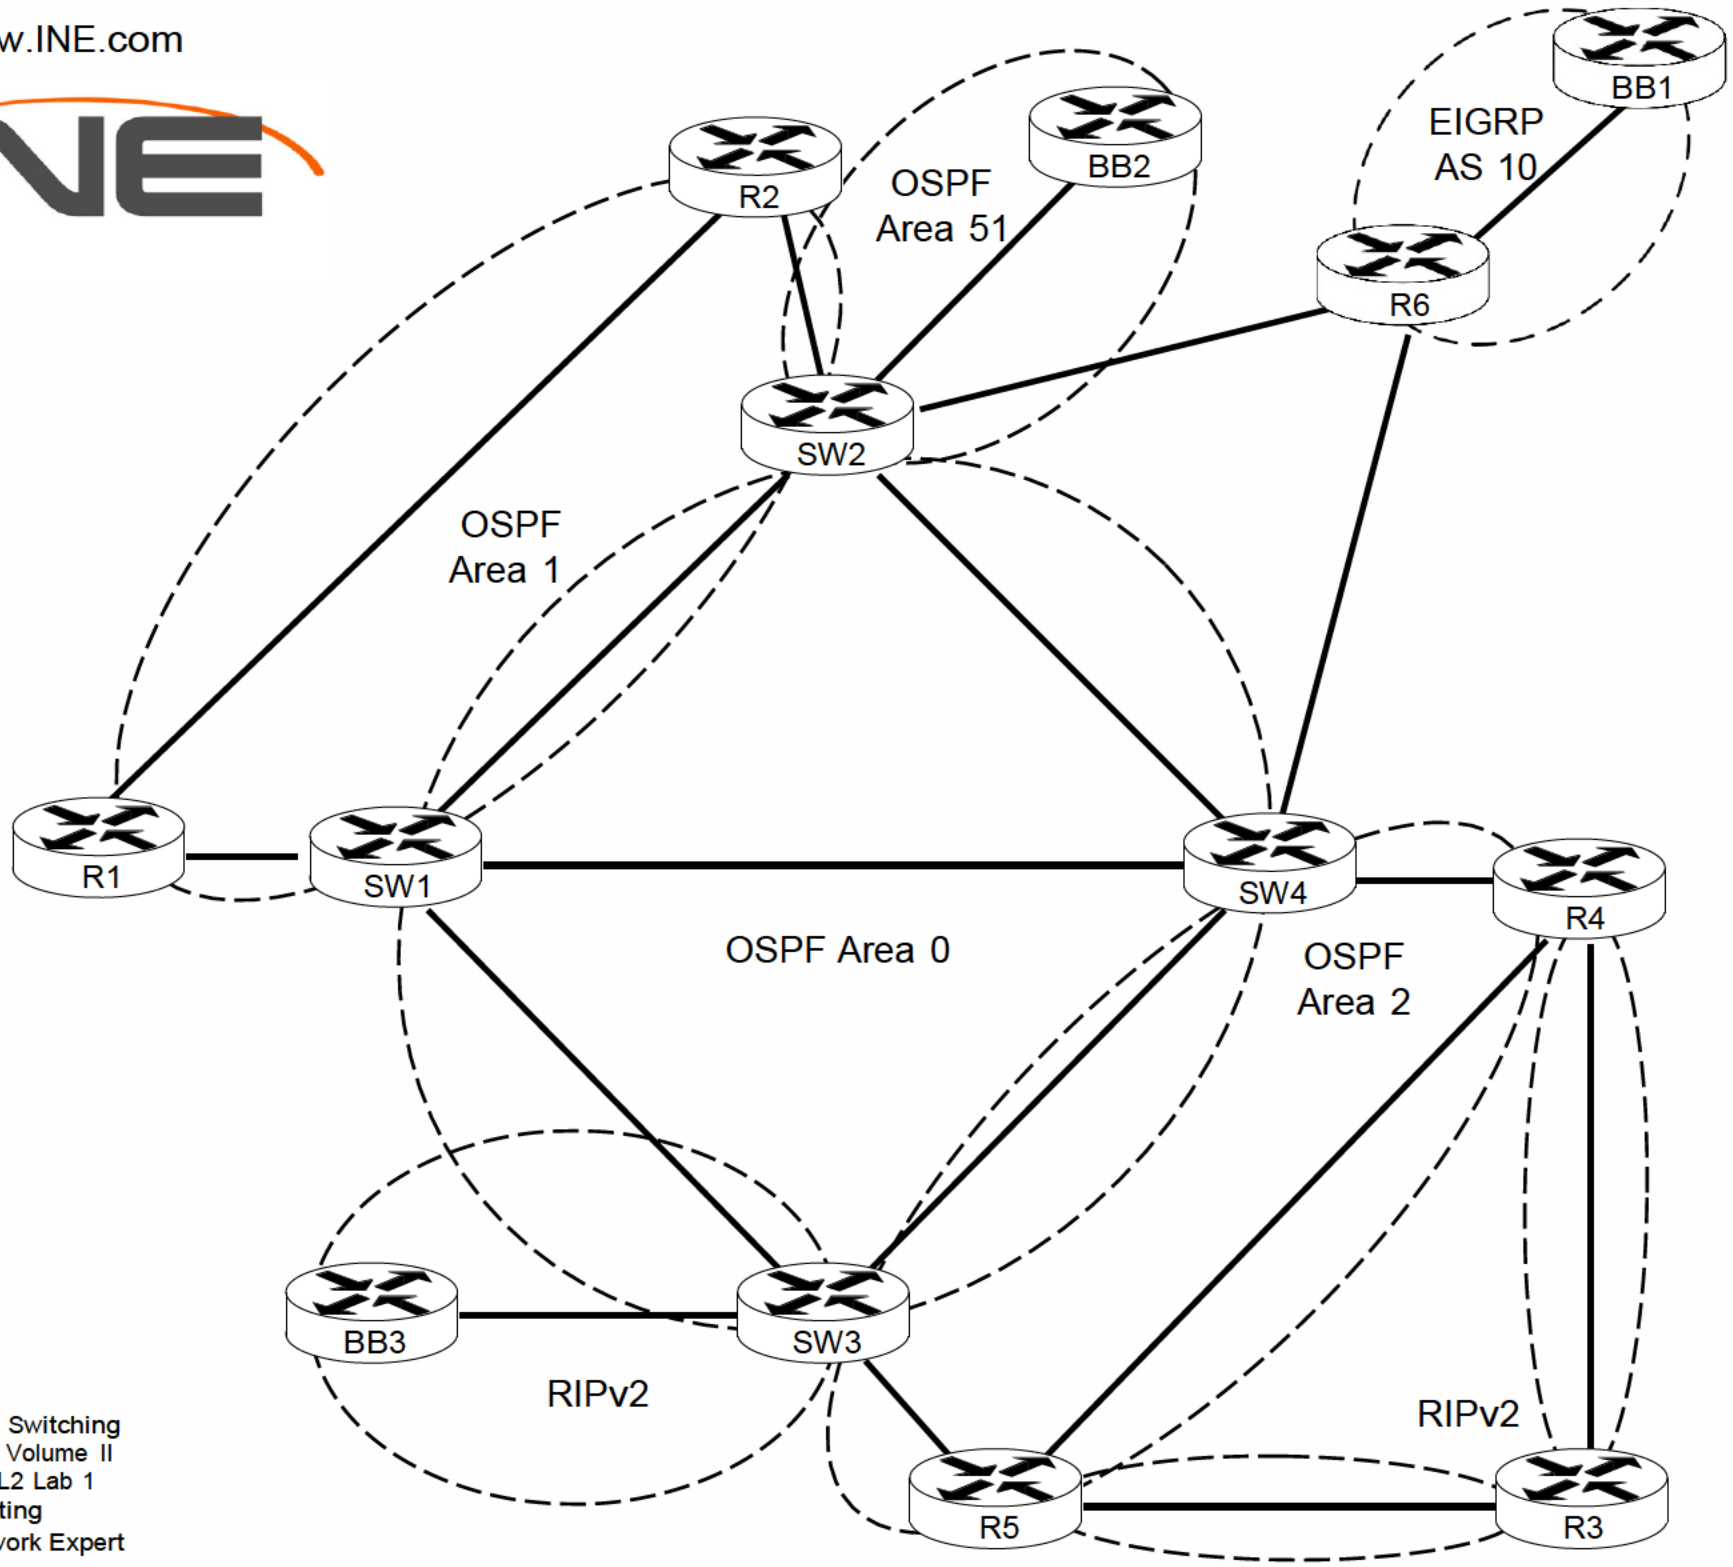 w.INE.com
NE
R2
OSPF
Area 51
BB2
EIGRP
AS 10
BB1
R6
SW2
OSPF
Area 1
R1
SW1
SW4
R4
OSPF Area 0
OSPF
Area 2
BB3
SW3
RIPv2
RIPv2
R5
R3
Switching
Volume II
L2 Lab 1
ting
work Expert